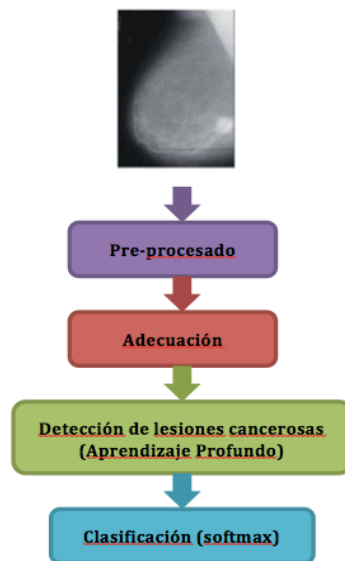 Pre-procesado
Adecuación
Detección de lesiones cancerosas
(Aprendizaje Profundo)
Clasificación (softmax)